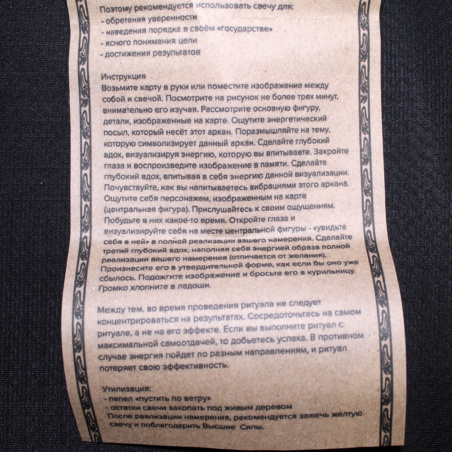 Поэтому рекомендуется использовать свечу для:
- обретения уверенности
- наведения порядка в своём «государстве»
- ясного понимания цели
- достижения результатов
Инструкция
Возьмите карту в руки или поместите изображение между
собой и свечой. Посмотрите на рисунок не более трех минут,
внимательно его изучая. Рассмотрите основную фигуру,
детали, изображенные на карте. Ощутите энергетический
посыл, который несёт этот аркан. Поразмышляйте на тему,
которую символизирует данный аркан. Сделайте глубокий
вдох, визуализируя энергию, которую вы впитываете. Закройте
глаза и воспроизведите изображение в памяти. Сделайте
глубокий вдох, впитывая в себя энергию данной визуализации.
Почувствуйте, как вы напитываетесь вибрациями этого аркана.
Ощутите себя персонажем, изображенным на карте
(центральная фигура). Прислушайтесь к своим ощущениям.
Побудьте в них какое-то время. Откройте глаза и
визуализируйте себя на месте центральной фигуры - «увидьте
себя в ней» в полной реализации вашего намерения. Сделайте
третий глубокий вдох, наполняя себя энергией образа полной
реализации вашего намерения (отличается от желания).
Произнесите его в утвердительной форме, как если бы оно уже
сбылось. Подожгите изображение и бросьте его в курильницу.
Громко хлопните в ладоши.
Между тем, во время проведения ритуала не следует
концентрироваться на результатах. Сосредоточьтесь на самом
ритуале, а не на его эффекте. Если вы выполните ритуал с
максимальной самоотдачей, то добьетесь успеха. В противном
случае энергия пойдет по разным направлениям, и ритуал
потеряет свою эффективность.
Утилизация:
- пепел «пустить по ветру»
- остатки свечи закопать под живым деревом
После реализации намерения, рекомендуется зажечь желтую
свечу и поблагодарить Высшие Силы.